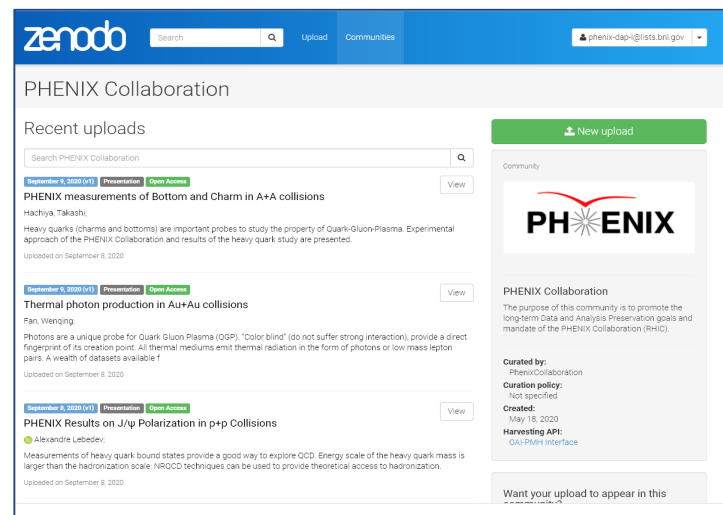 zenodo
Search
Upload
Communities
phenix-dap-l@lists.bnl.gov
PHENIX Collaboration
Recent uploads
Search PHENIX Collaboration
September 9, 2020 (v1) Presentation Open Access
View
PHENIX measurements of Bottom and Charm in A+A collisions
Hachiya, Takashi;
Heavy quarks (charms and bottoms) are important probes to study the property of Quark-Gluon-Plasma. Experimental
approach of the PHENIX Collaboration and results of the heavy quark study are presented.
Uploaded on September 8, 2020
September 9, 2020 (v1) Presentation Open Access
View
Thermal photon production in Au+Au collisions
Fan, Wenqing;
Photons are a unique probe for Quark Gluon Plasma (QGP). "Color blind" (do not suffer strong interaction), provide a direct
fingerprint of its creation point. All thermal mediums emit thermal radiation in the form of photons or low mass lepton
pairs. A wealth of datasets available f
Uploaded on September 8, 2020
September 8, 2020 (v1) Presentation Open Access
View
PHENIX Results on J/ψ Polarization in p+p Collisions
Alexandre Lebedev;
Measurements of heavy quark bound states provide a good way to explore QCD. Energy scale of the heavy quark mass is
larger than the hadronization scale: NRQCD techniques can be used to provide theoretical access to hadronization.
Uploaded on September 8, 2020
New upload
Community
PHENIX
PHENIX Collaboration
The purpose of this community is to promote the
long-term Data and Analysis Preservation goals and
mandate of the PHENIX Collaboration (RHIC).
Curated by:
PhenixCollaboration
Curation policy:
Not specified
Created:
May 18, 2020
Harvesting API:
OAI-PMH Interface
Want your upload to appear in this
community?